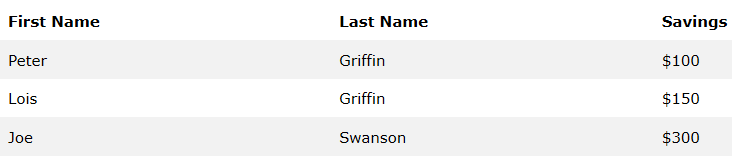 First Name Last Name Savings
Peter Griffin $100
Lois Griffin $150
Joe Swanson $300